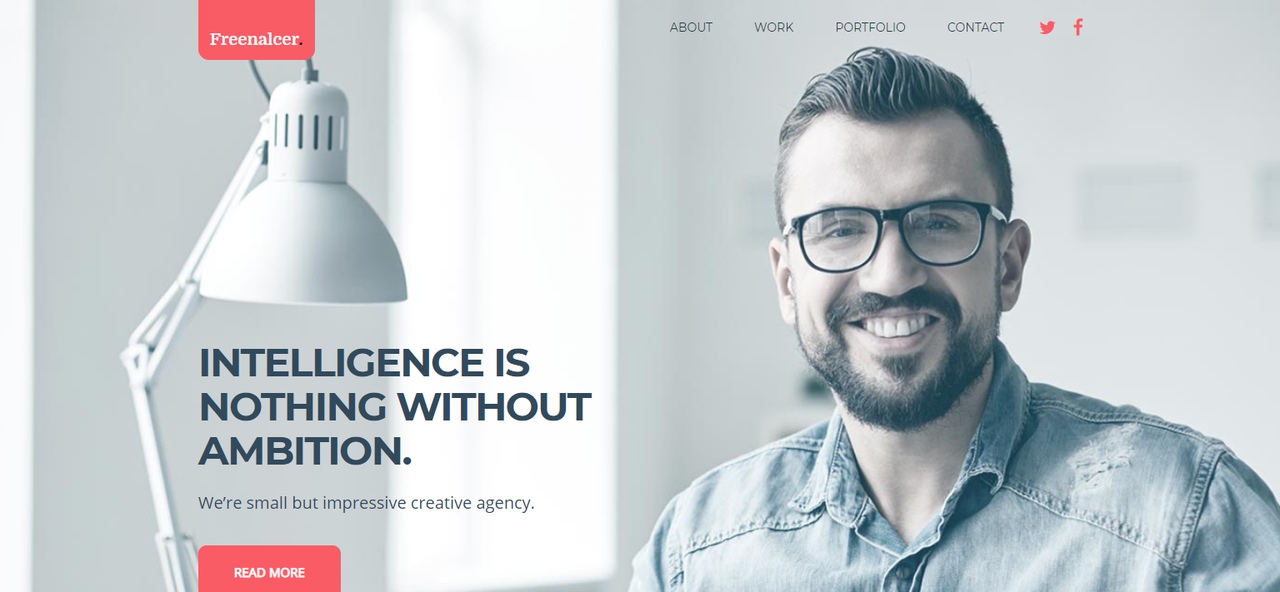 Freenalcer.
ABOUT WORK PORTFOLIO CONTACT
INTELLIGENCE IS
NOTHING WITHOUT
AMBITION.
We're small but impressive creative agency.
READ MORE